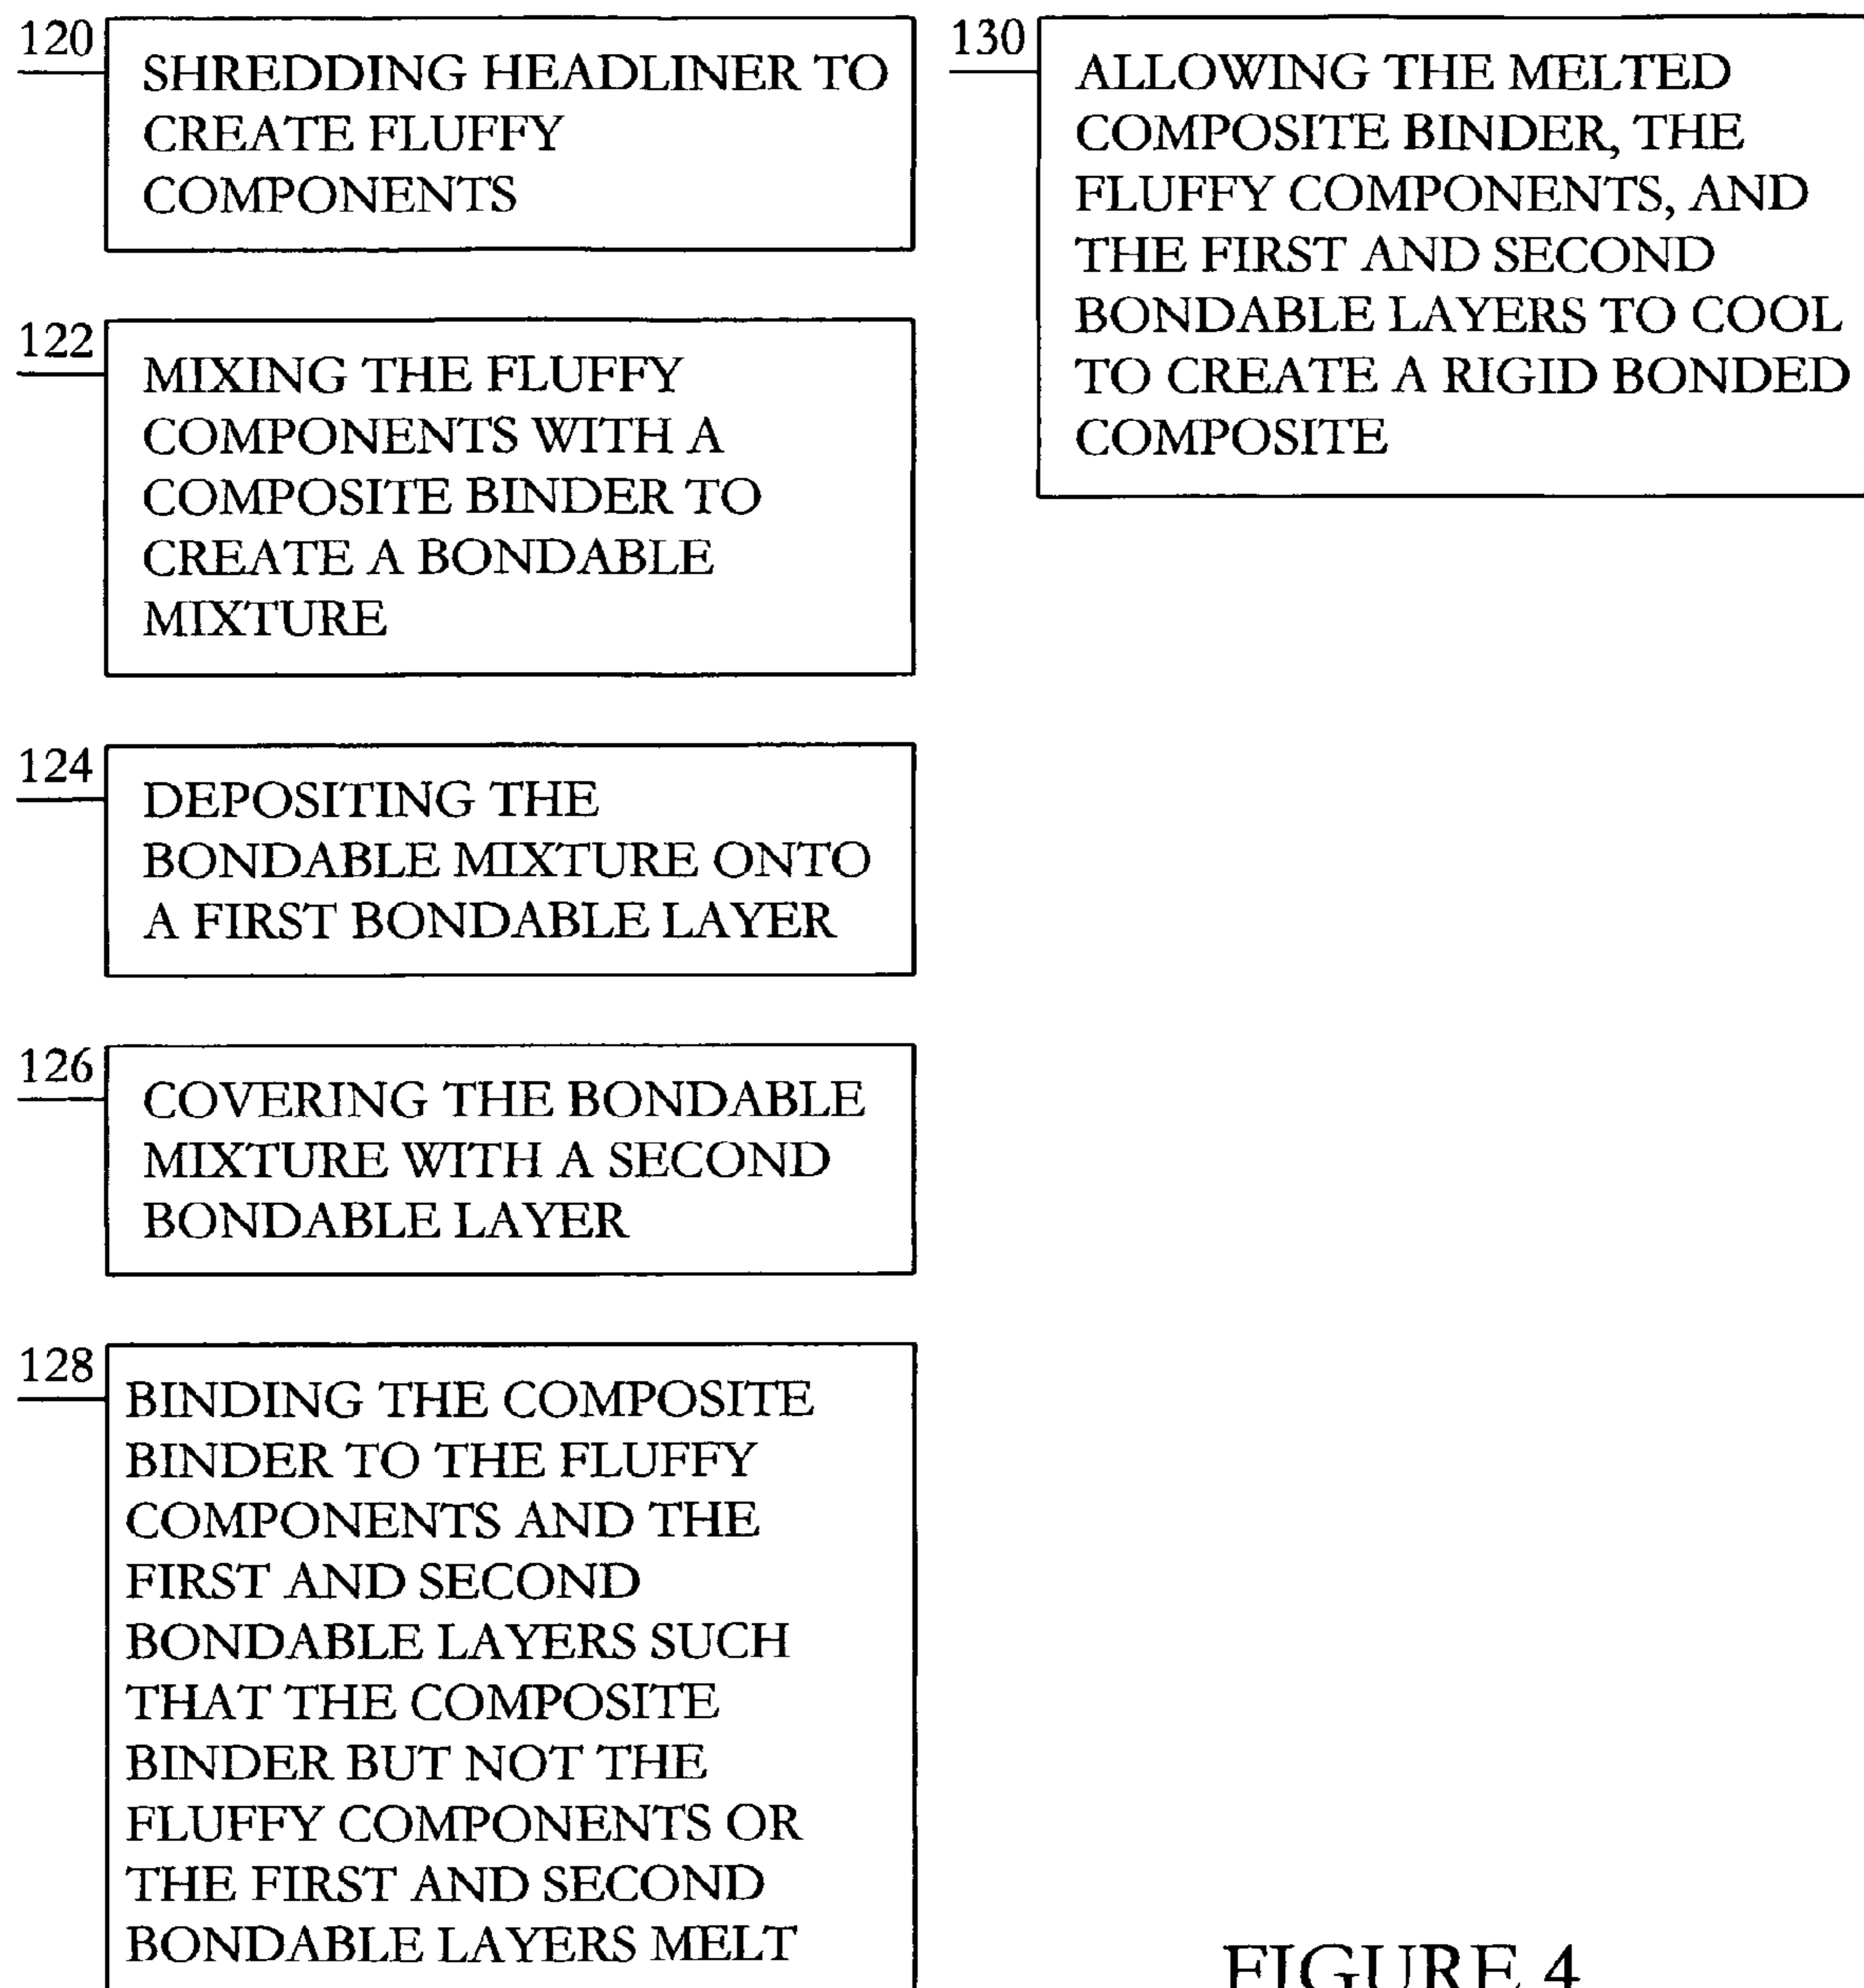 120
SHREDDING HEADLINER TO
CREATE FLUFFY
COMPONENTS
122
MIXING THE FLUFFY
COMPONENTS WITH A
COMPOSITE BINDER TO
CREATE A BONDABLE
MIXTURE
124
DEPOSITING THE
BONDABLE MIXTURE ONTO
A FIRST BONDABLE LAYER
126
COVERING THE BONDABLE
MIXTURE WITH A SECOND
BONDABLE LAYER
128
BINDING THE COMPOSITE
BINDER TO THE FLUFFY
COMPONENTS AND THE
FIRST AND SECOND
BONDABLE LAYERS SUCH
THAT THE COMPOSITE
BINDER BUT NOT THE
FLUFFY COMPONENTS OR
THE FIRST AND SECOND
BONDABLE LAYERS MELT
130
ALLOWING THE MELTED
COMPOSITE BINDER, THE
FLUFFY COMPONENTS, AND
THE FIRST AND SECOND
BONDABLE LAYERS TO COOL
TO CREATE A RIGID BONDED
COMPOSITE
FIGURE 4